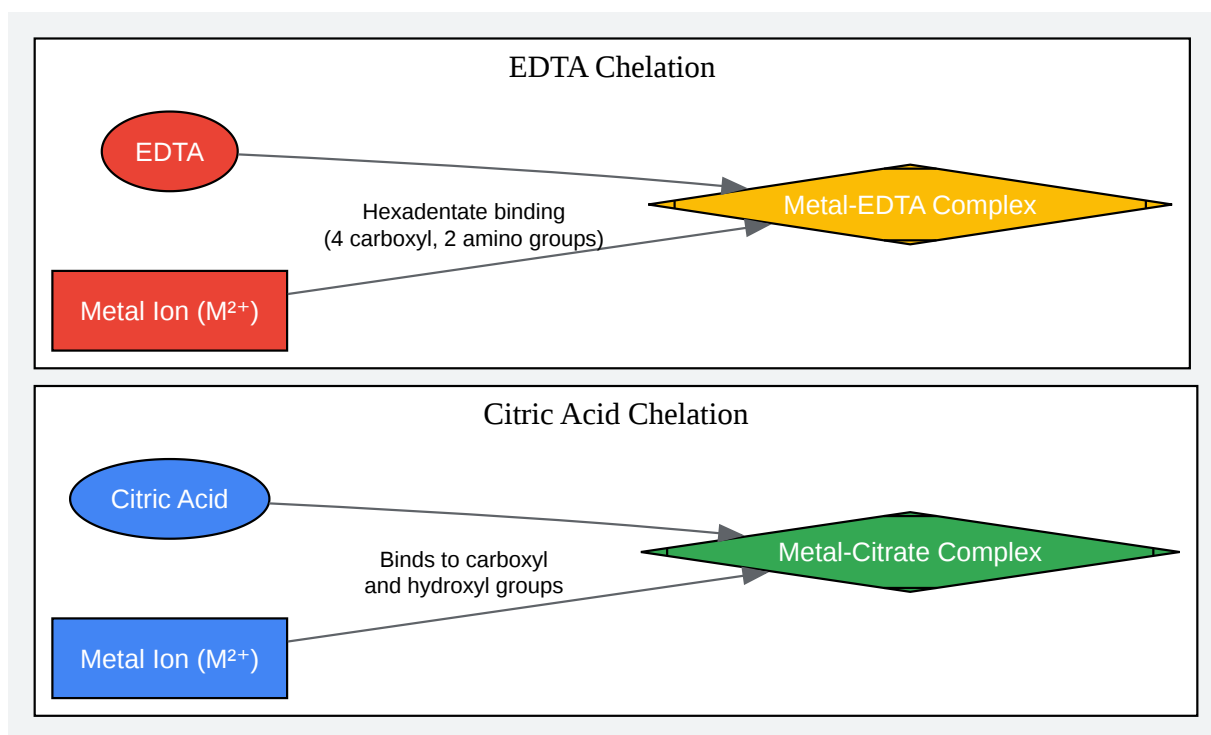 EDTA Chelation
EDTA
Hexadentate binding
(4 carboxyl, 2 amino groups)
Metal-EDTA Complex
Metal Ion (M²⁺)
Citric Acid Chelation
Citric Acid
Binds to carboxyl
and hydroxyl groups
Metal-Citrate Complex
Metal Ion (M²⁺)